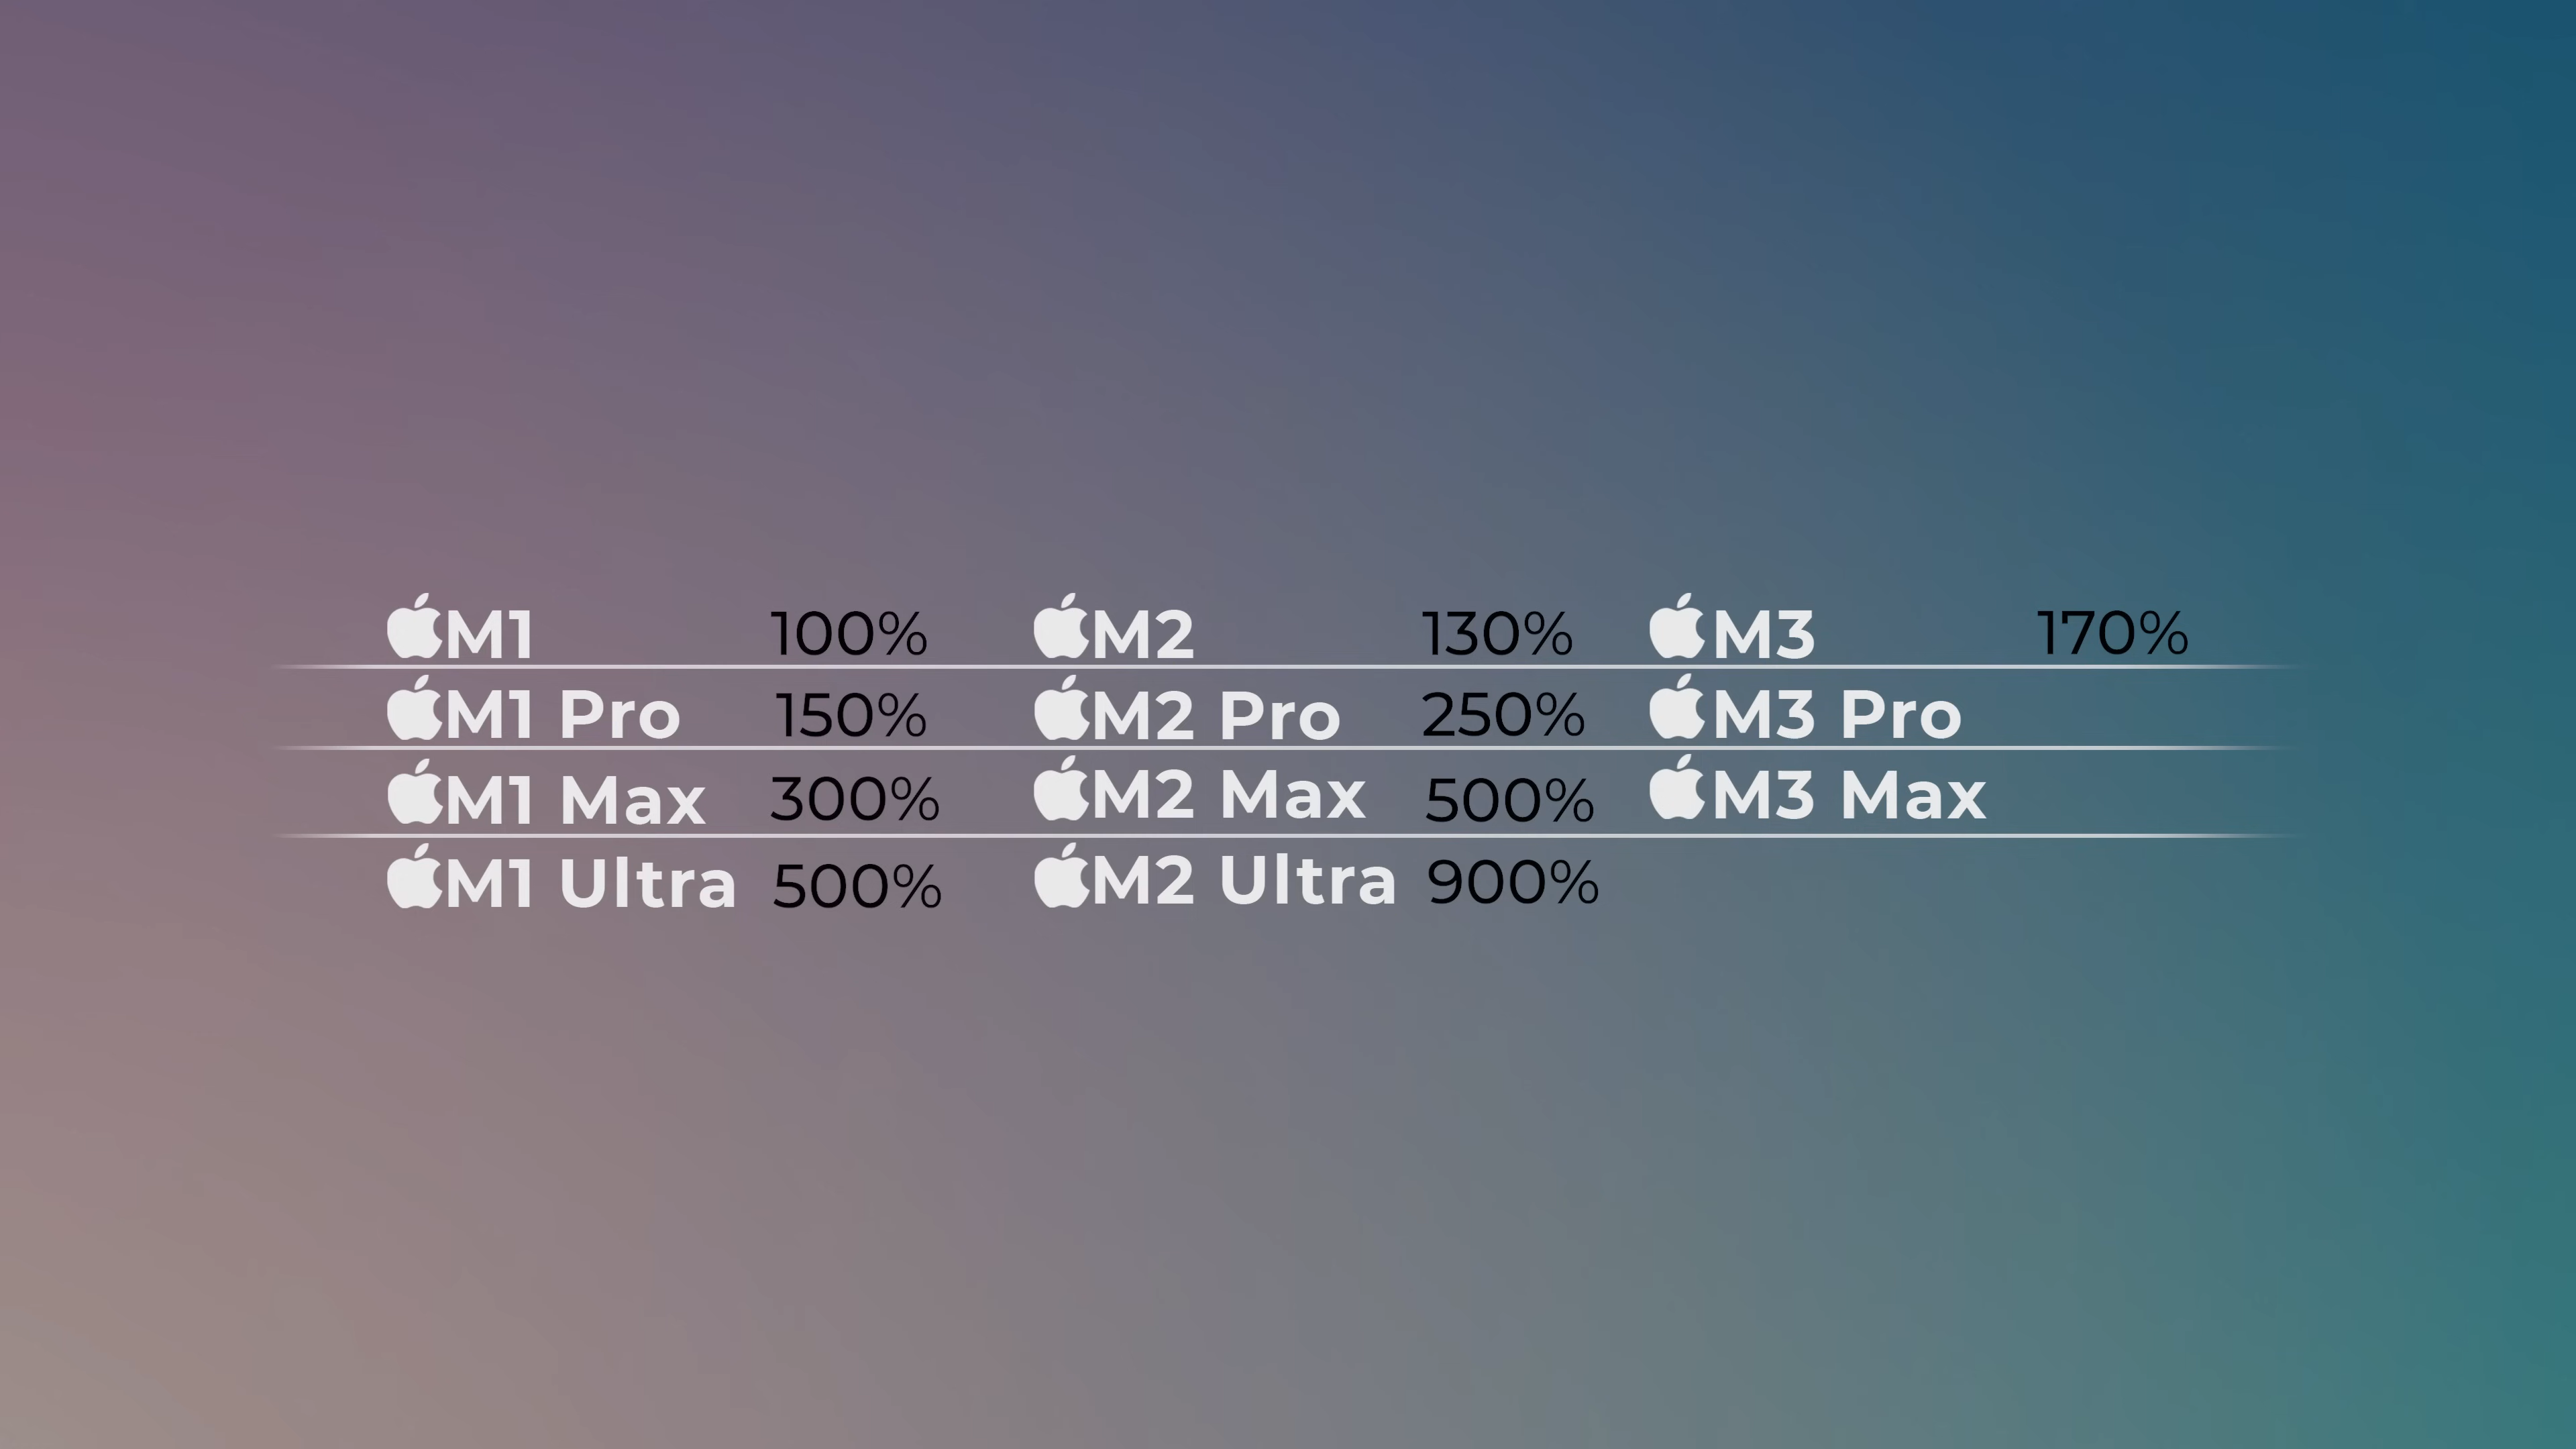 M1 100% M2 130% M3 170%
M1 Pro 150% M2 Pro 250% M3 Pro
M1 Max 300% M2 Max 500% M3 Max
M1 Ultra 500% M2 Ultra 900%